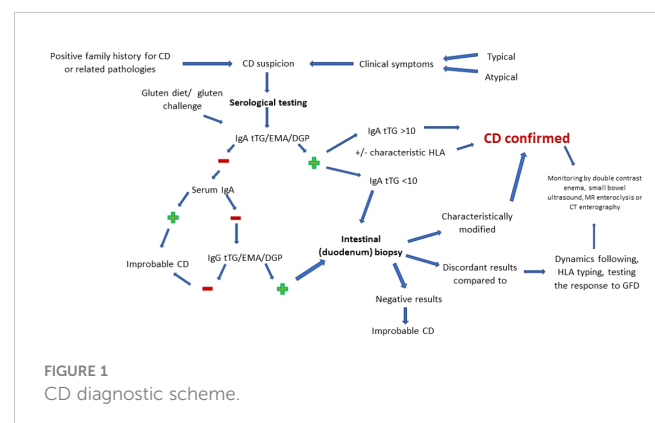 Positive family history for CD
or related pathologies
CD suspicion
Clinical symptoms
Typical
Atypical
Gluten diet/ gluten
challenge
Serological testing
IgA tTG/EMA/DGP
IgA tTG >10
+/- characteristic HLA
CD confirmed
IgA tTG <10
Serum IgA
Monitoring by double contrast
enema, small bowel
ultrasound, MR enteroclysis or
CT enterography
Characteristically
modified
Intestinal
(duodenum) biopsy
Improbable CD
IgG tTG/EMA/DGP
Discordant results
compared to
Dynamics following,
HLA typing, testing
the response to GFD
Negative results
Improbable CD
FIGURE 1
CD diagnostic scheme.